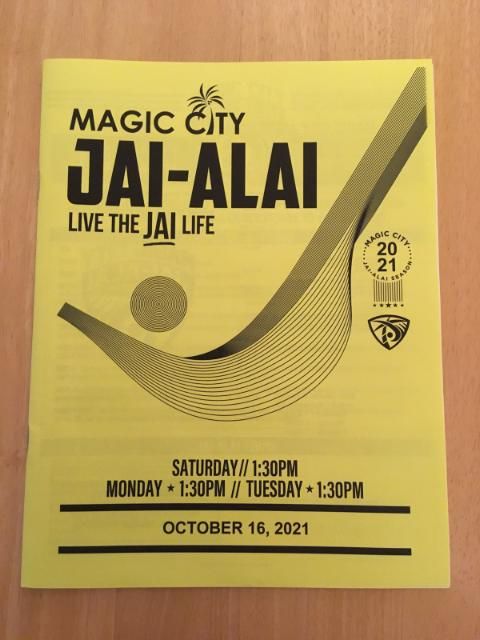 MAGIC CITY
JAI-ALAI
LIVE THE JAI LIFE
MAGIC CITY
20
21
JAI-ALAI SEASON
SATURDAY// 1:30PM
MONDAY ★ 1:30PM // TUESDAY ★ 1:30PM
OCTOBER 16, 2021